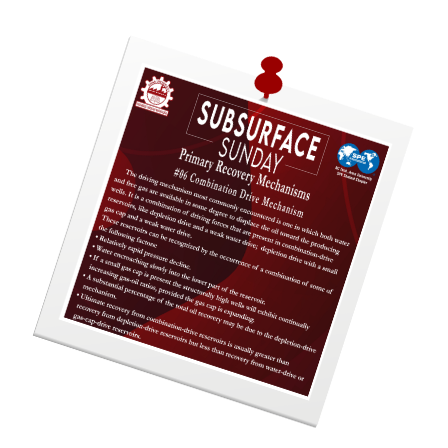 SUBSURFACE
SUNDAY
Primary Recovery Mechanisms
#06 Combination Drive Mechanism
The driving mechanism most commonly encountered is one in which both water
and free gas are available in some degree to displace the oil toward the producing
wells. It is a combination of driving forces that are present in combination-drive
reservoirs, like depletion drive and a weak water drive; depletion drive with a small
gas cap and a weak water drive.
These reservoirs can be recognized by the occurrence of a combination of some of
the following factors:
• Relatively rapid pressure decline.
• Water encroaching slowly into the lower part of the reservoir.
• If a small gas cap is present the structurally high wells will exhibit continually
increasing gas-oil ratios, provided the gas cap is expanding.
• A substantial percentage of the total oil recovery may be due to the depletion-drive
mechanism.
• Ultimate recovery from combination-drive reservoirs is usually greater than
recovery from depletion-drive reservoirs but less than recovery from water-drive or
gas-cap-drive reservoirs.
SPE
SPE Student Chapter